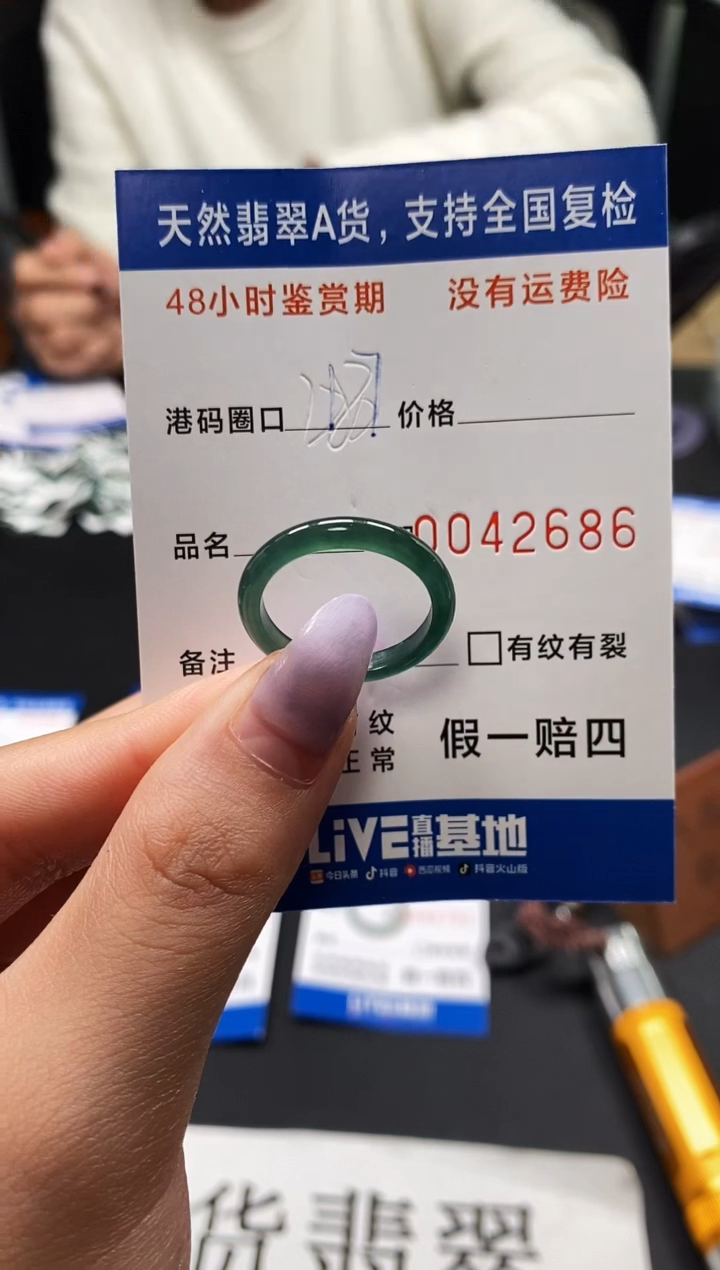 天然翡翠A货，支持全国复检
48小时鉴赏期 没有运费险
港码圈口 价格
品名 0042686
备注 □有纹有裂
纹
正常
假一赔四
LiVE直播基地
今日头条 抖音 西瓜视频 抖音火山版
货翡翠